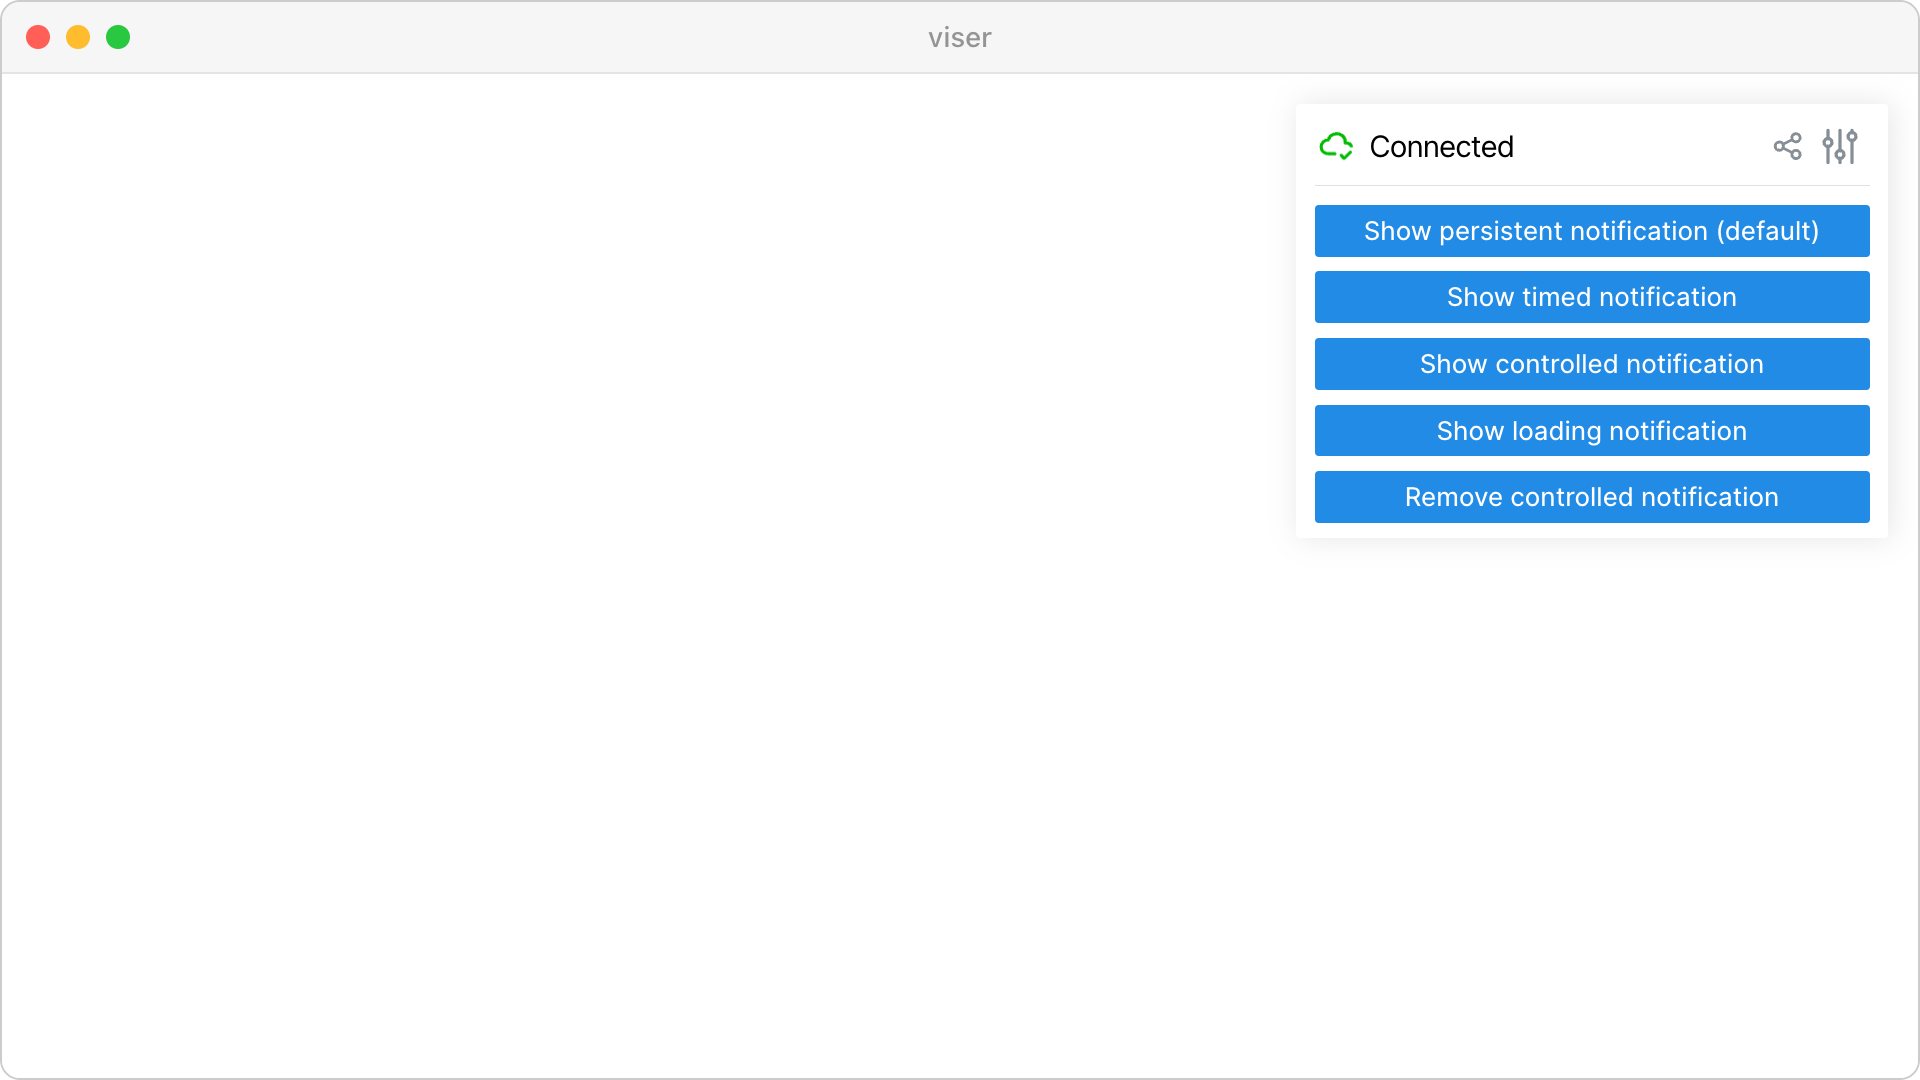 viser
Connected
Show persistent notification (default)
Show timed notification
Show controlled notification
Show loading notification
Remove controlled notification